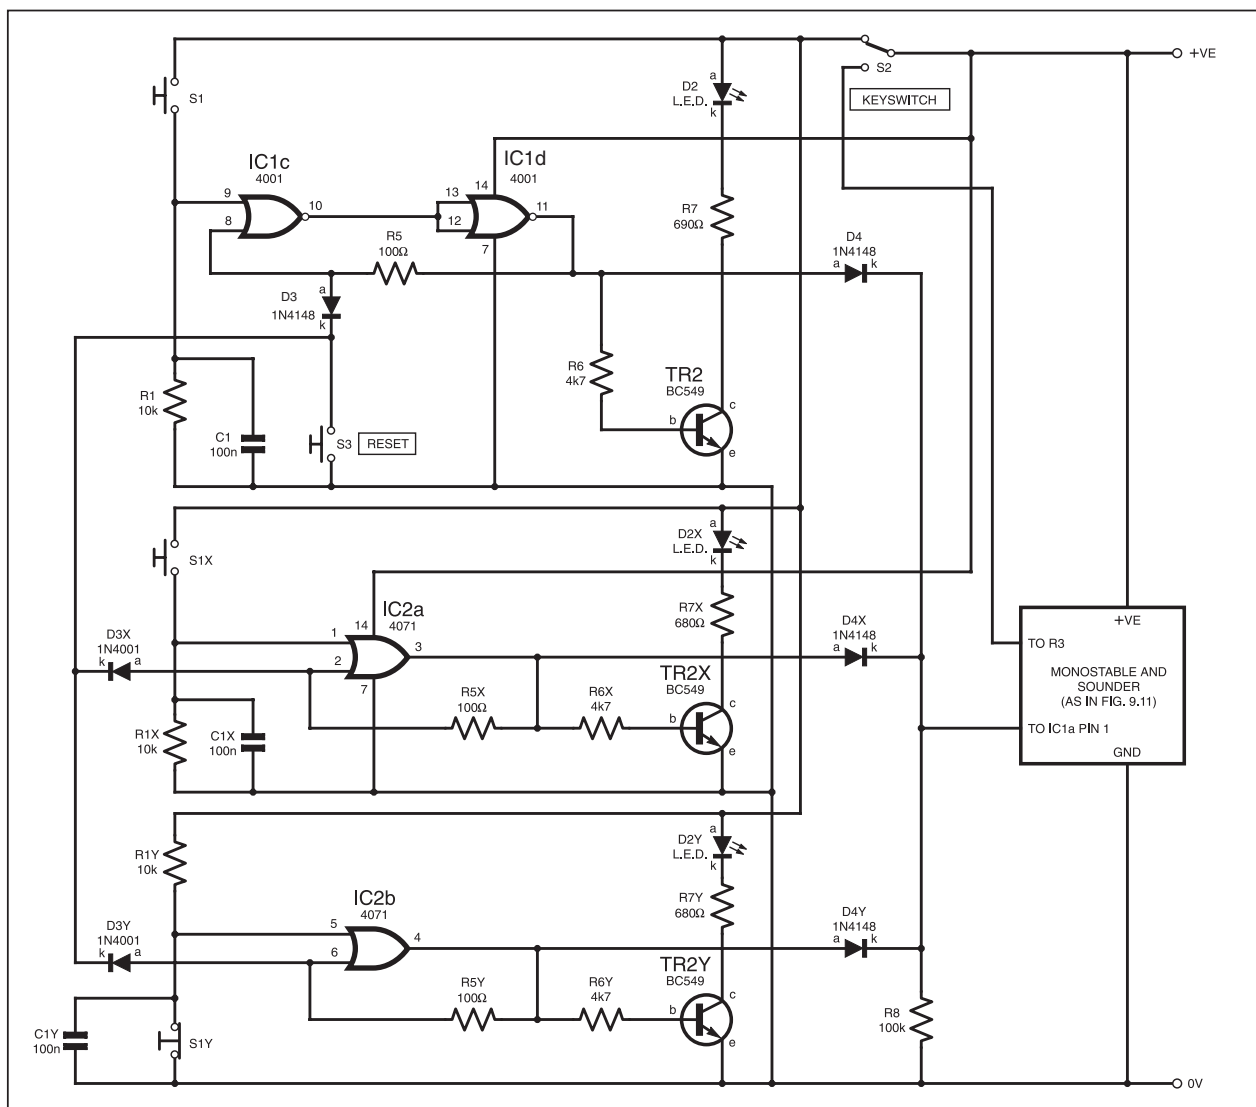 +VE
S2
KEYSWITCH
S1
a
D2
L.E.D.
k
IC1c
4001
9
8
10
IC1d
4001
14
13
12
11
7
R7
690Ω
R5
100Ω
D4
1N4148
a
k
D3
1N4148
a
k
R6
4k7
TR2
BC549
b
c
e
R1
10k
C1
100n
S3
RESET
S1X
a
D2X
L.E.D.
k
IC2a
4071
14
1
2
3
7
R7X
680Ω
D3X
1N4001
k
a
D4X
1N4148
a
k
R5X
100Ω
R6X
4k7
TR2X
BC549
b
c
e
R1X
10k
C1X
100n
+VE
TO R3
MONOSTABLE AND
SOUNDER
(AS IN FIG. 9.11)
TO IC1a PIN 1
GND
R1Y
10k
a
D2Y
L.E.D.
k
IC2b
4071
5
6
4
R7Y
680Ω
D3Y
1N4001
k
a
D4Y
1N4148
a
k
R5Y
100Ω
R6Y
4k7
TR2Y
BC549
b
c
e
C1Y
100n
S1Y
R8
100k
0V